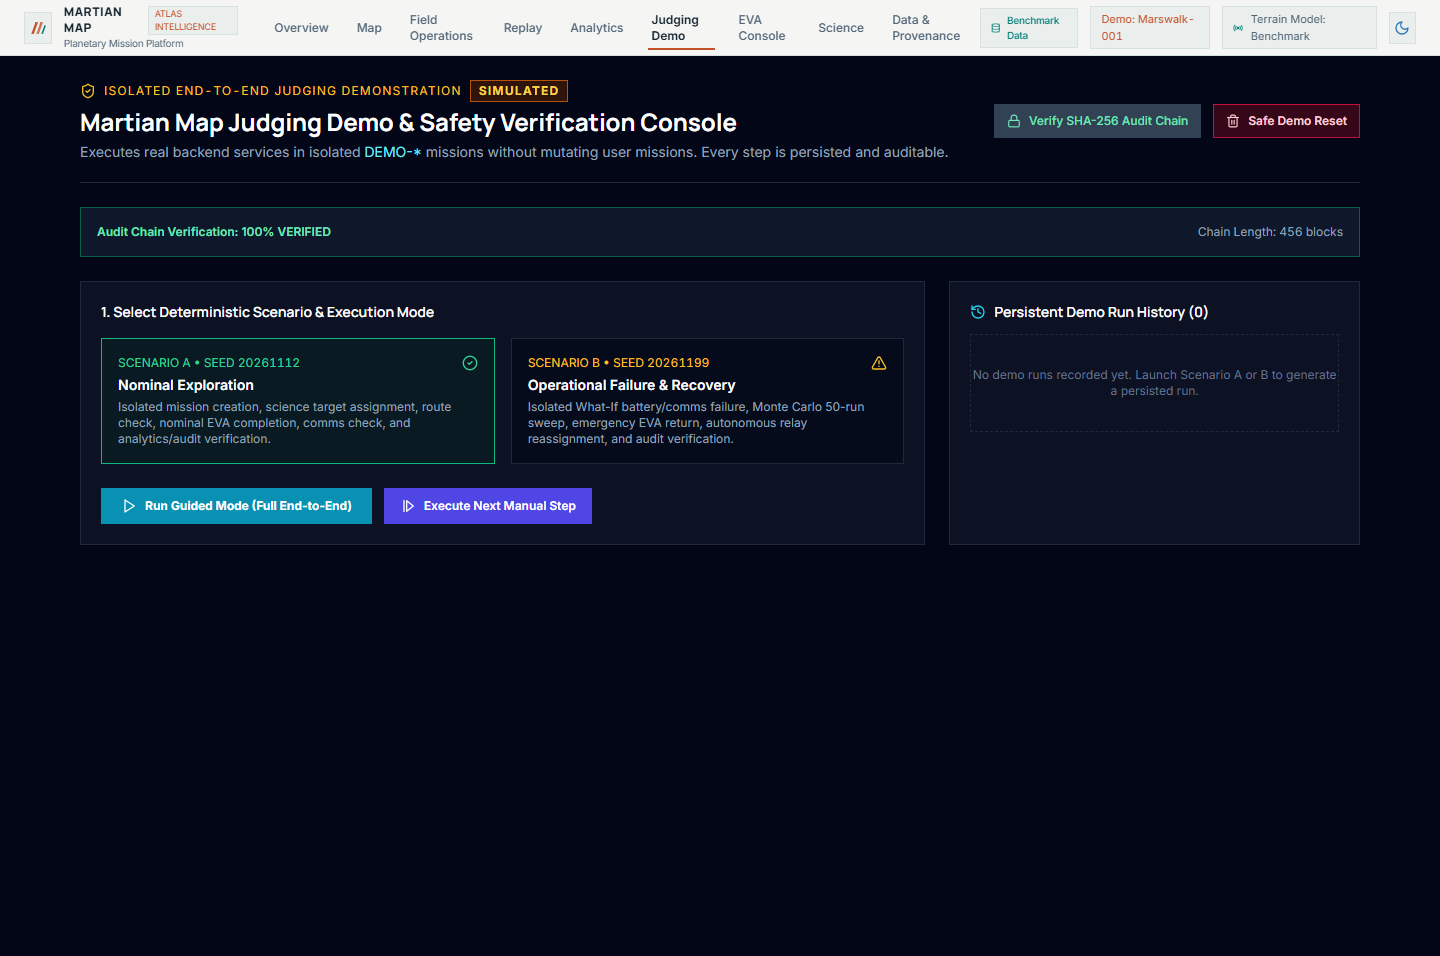 MARTIAN
MAP
Planetary Mission Platform
ATLAS
INTELLIGENCE
Overview
Map
Field
Operations
Replay
Analytics
Judging
Demo
EVA
Console
Science
Data &
Provenance
Benchmark
Data
Demo: Marswalk-
001
Terrain Model:
Benchmark
ISOLATED END-TO-END JUDGING DEMONSTRATION
SIMULATED
Martian Map Judging Demo & Safety Verification Console
Executes real backend services in isolated DEMO-* missions without mutating user missions. Every step is persisted and auditable.
Verify SHA-256 Audit Chain
Safe Demo Reset
Audit Chain Verification: 100% VERIFIED
Chain Length: 456 blocks
1. Select Deterministic Scenario & Execution Mode
SCENARIO A • SEED 20261112
Nominal Exploration
Isolated mission creation, science target assignment, route
check, nominal EVA completion, comms check, and
analytics/audit verification.
SCENARIO B • SEED 20261199
Operational Failure & Recovery
Isolated What-If battery/comms failure, Monte Carlo 50-run
sweep, emergency EVA return, autonomous relay
reassignment, and audit verification.
Run Guided Mode (Full End-to-End)
Execute Next Manual Step
Persistent Demo Run History (0)
No demo runs recorded yet. Launch Scenario A or B to generate
a persisted run.